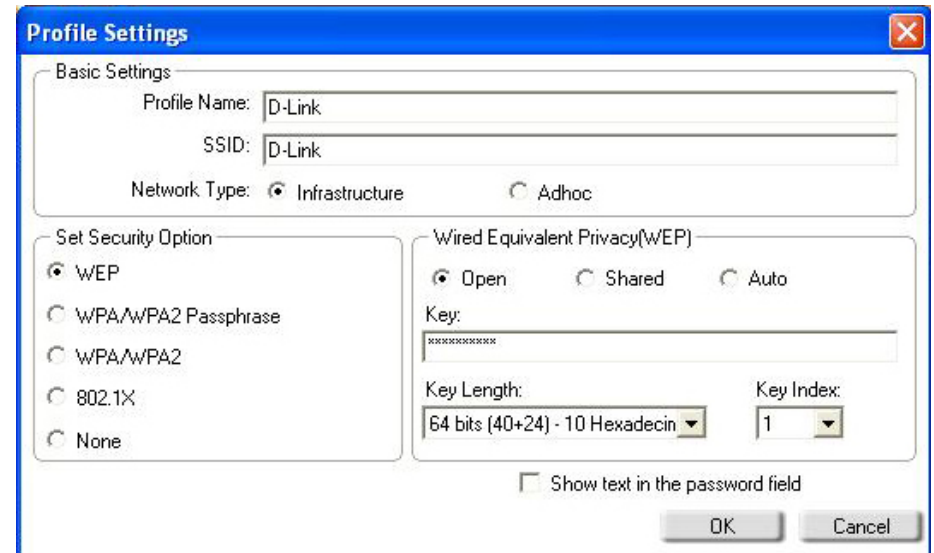 Profile Settings
Basic Settings
Profile Name: D-Link
SSID: D-Link
Network Type: Infrastructure Adhoc
Set Security Option
WEP
WPA/WPA2 Passphrase
WPA/WPA2
802.1X
None
Wired Equivalent Privacy(WEP)
Open Shared Auto
Key:
**********
Key Length: Key Index:
64 bits (40+24) - 10 Hexadecin 1
Show text in the password field
OK Cancel